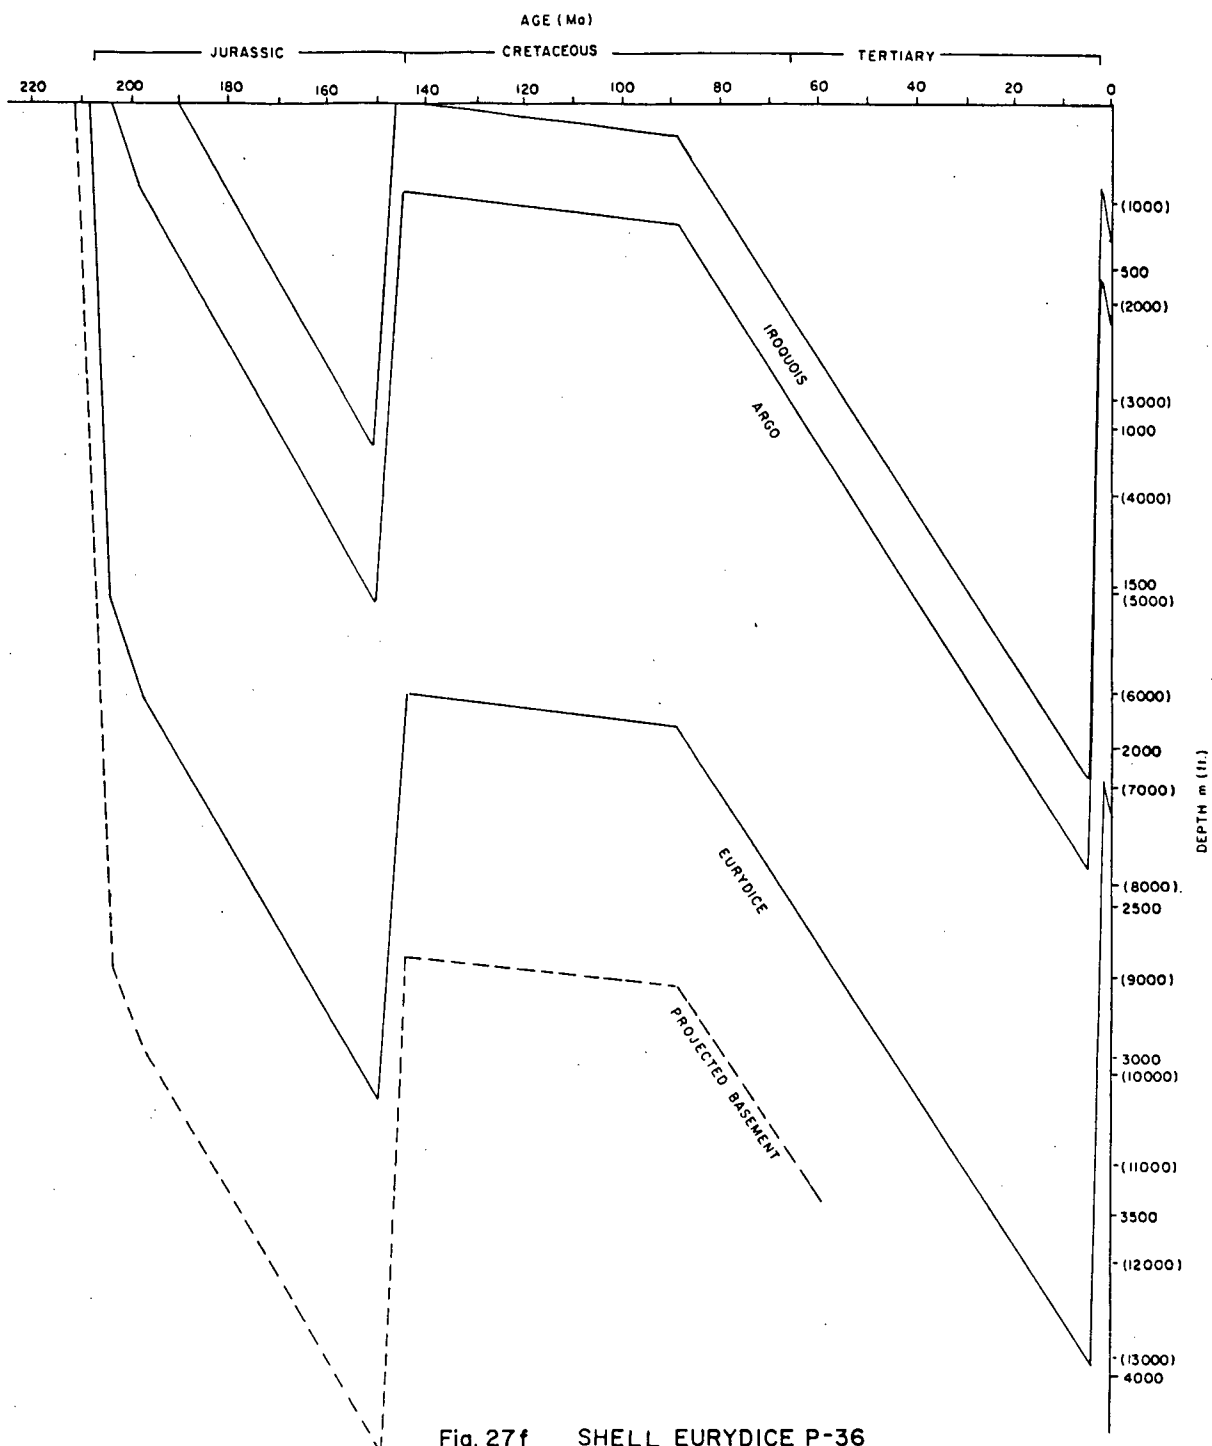 AGE (Ma)
JURASSIC CRETACEOUS TERTIARY
220 200 180 160 140 120 100 80 60 40 20 0
(1000)
500
(2000)
IROQUOIS
(3000)
ARGO
1000
(4000)
1500
(5000)
(6000)
2000
DEPTH m (ft.)
(7000)
EURYDICE
(8000)
2500
(9000)
PROJECTED BASEMENT
3000
(10000)
(11000)
3500
(12000)
(13000)
4000
Fig. 27f SHELL EURYDICE P-36